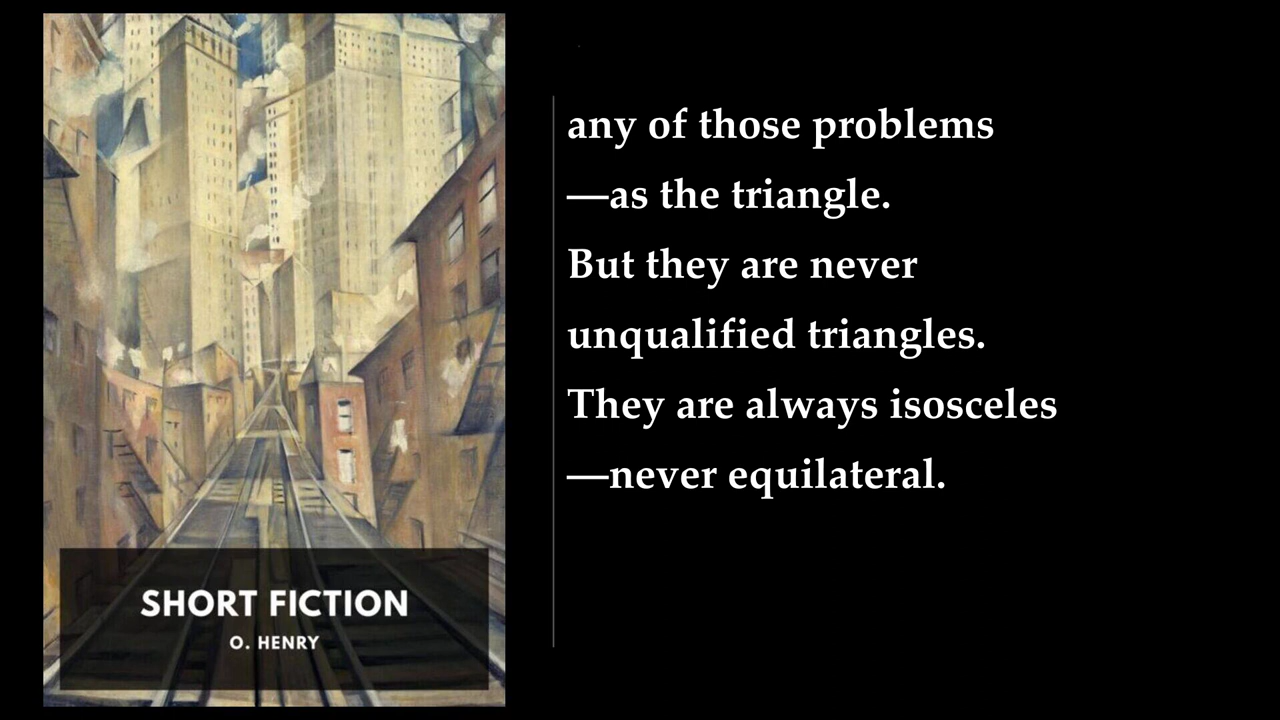 SHORT FICTION
O. HENRY
any of those problems
—as the triangle.
But they are never
unqualified triangles.
They are always isosceles
—never equilateral.